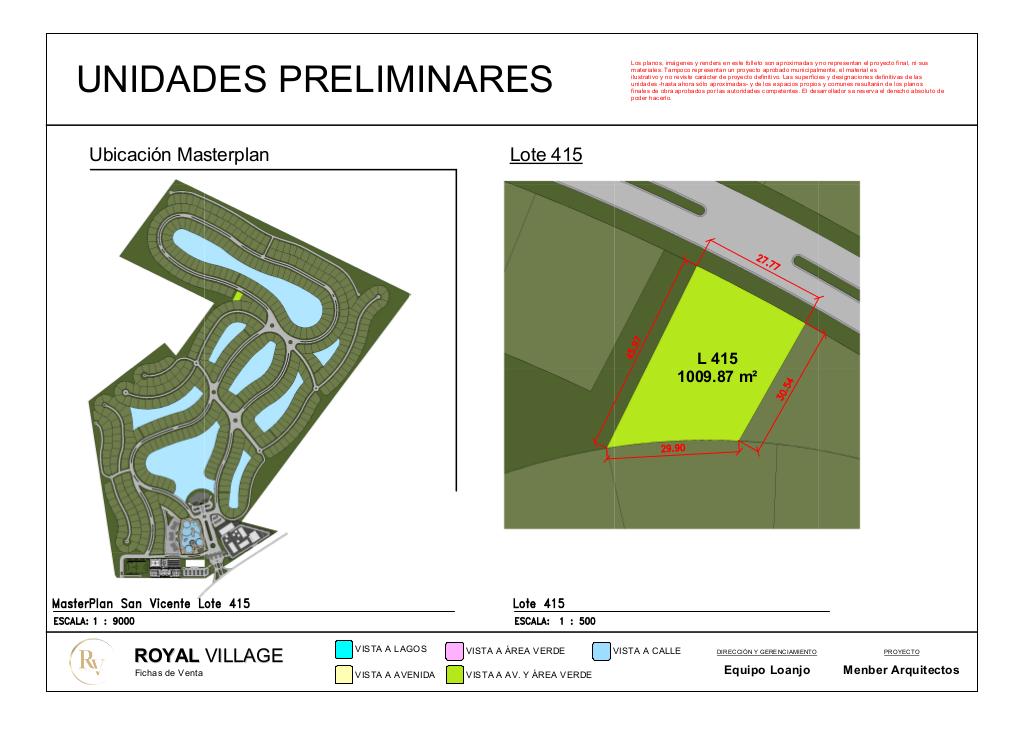 UNIDADES PRELIMINARES
Los planos, imágenes y renders en este folleto son aproximadas y no representan el proyecto final, ni sus
materiales. Tampoco representan un proyecto aprobado municipalmente, el material es
ilustrativo y no reviste carácter de proyecto definitivo. Las superficies y designaciones definitivas de las
unidades -hasta ahora sólo aproximadas- y de los espacios propios y comunes resultarán de los planos
finales de obra aprobados por las autoridades competentes. El desarrollador se reserva el derecho absoluto de
poder hacerlo.
Ubicación Masterplan
Lote 415
27.77
45.97
L 415
1009.87 m²
30.54
29.90
MasterPlan San Vicente Lote 415
ESCALA: 1 : 9000
Lote 415
ESCALA: 1 : 500
RV
ROYAL VILLAGE
Fichas de Venta
VISTA A LAGOS
VISTA A ÁREA VERDE
VISTA A CALLE
VISTA A AVENIDA
VISTA A AV. Y ÁREA VERDE
DIRECCIÓN Y GERENCIAMIENTO
Equipo Loanjo
PROYECTO
Menber Arquitectos